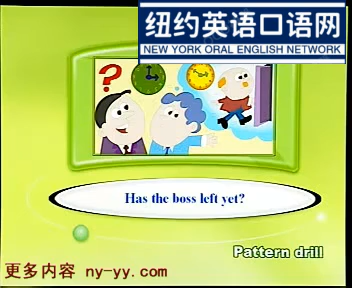 纽约英语口语网
NEW YORK ORAL ENGLISH NETWORK
?
Has the boss left yet?
Pattern drill
更多内容 ny-yy.com